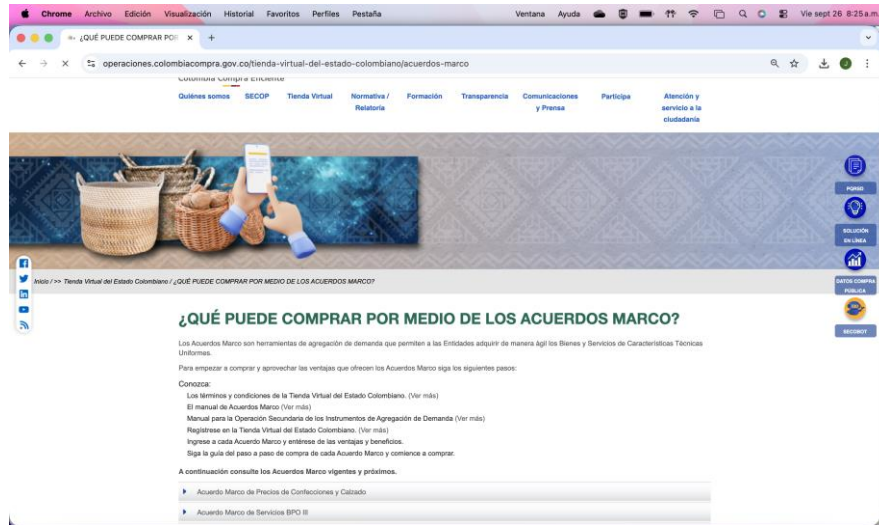 Chrome Archivo Edición Visualización Historial Favoritos Perfiles Pestaña Ventana Ayuda Vie sept 26 8:25 a.m.
¿QUÉ PUEDE COMPRAR POR
operaciones.colombiacompra.gov.co/tienda-virtual-del-estado-colombiano/acuerdos-marco
Colombia Compra Eficiente
Quiénes somos SECOP Tienda Virtual Normativa / Relatoría Formación Transparencia Comunicaciones y Prensa Participa Atención y servicio a la ciudadanía
PQRSD
SOLUCIÓN
EN LÍNEA
DATOS COMPRA
PÚBLICA
SECOBOT
Inicio / >> Tienda Virtual del Estado Colombiano / ¿QUÉ PUEDE COMPRAR POR MEDIO DE LOS ACUERDOS MARCO?
¿QUÉ PUEDE COMPRAR POR MEDIO DE LOS ACUERDOS MARCO?
Los Acuerdos Marco son herramientas de agregación de demanda que permiten a las Entidades adquirir de manera ágil los Bienes y Servicios de Características Técnicas
Uniformes.
Para empezar a comprar y aprovechar las ventajas que ofrecen los Acuerdos Marco siga los siguientes pasos:
Conozca:
Los términos y condiciones de la Tienda Virtual del Estado Colombiano. (Ver más)
El manual de Acuerdos Marco (Ver más)
Manual para la Operación Secundaria de los Instrumentos de Agregación de Demanda (Ver más)
Regístrese en la Tienda Virtual del Estado Colombiano. (Ver más)
Ingrese a cada Acuerdo Marco y entérese de las ventajas y beneficios.
Siga la guía del paso a paso de compra de cada Acuerdo Marco y comience a comprar.
A continuación consulte los Acuerdos Marco vigentes y próximos.
Acuerdo Marco de Precios de Confecciones y Calzado
Acuerdo Marco de Servicios BPO III